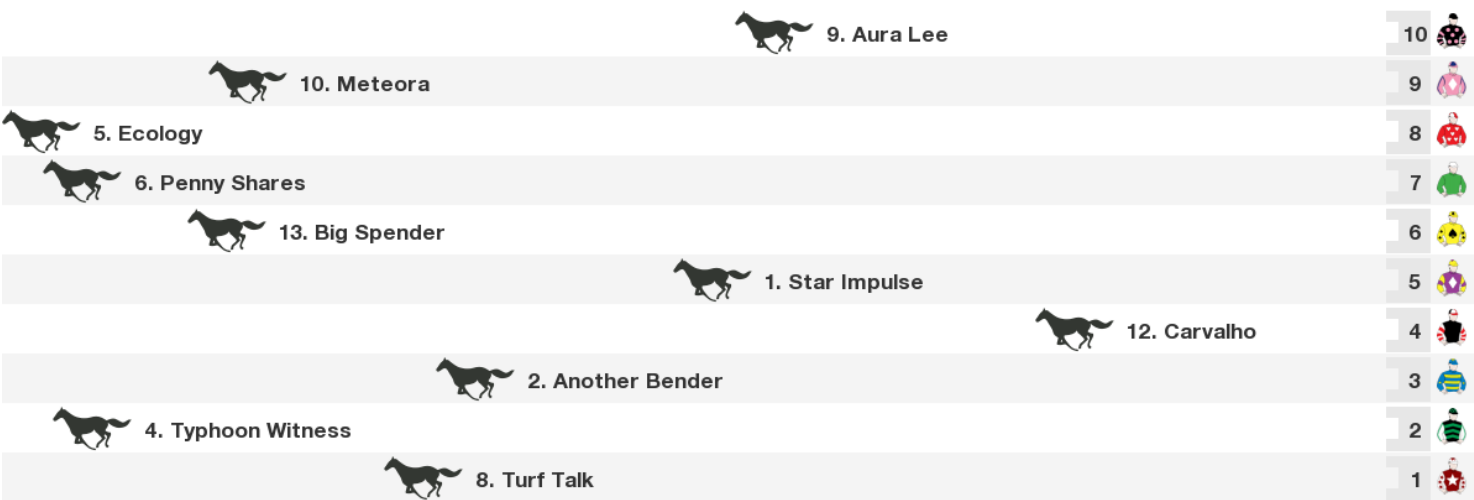 9. Aura Lee 10
10. Meteora 9
5. Ecology 8
6. Penny Shares 7
13. Big Spender 6
1. Star Impulse 5
12. Carvalho 4
2. Another Bender 3
4. Typhoon Witness 2
8. Turf Talk 1